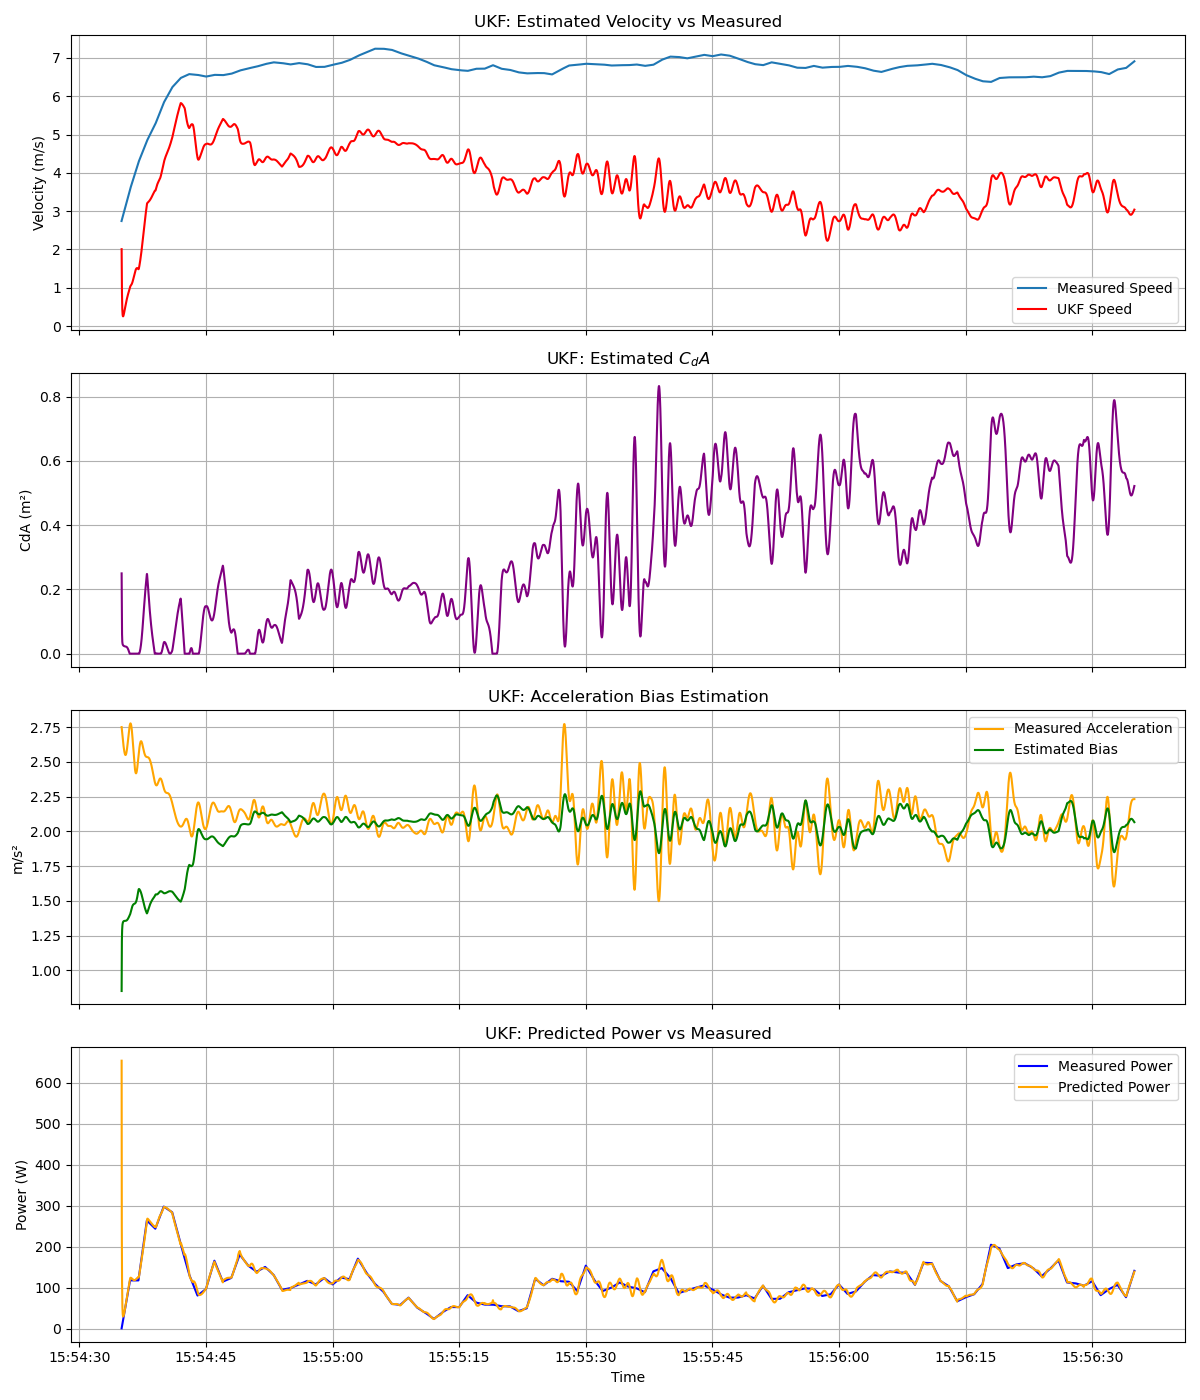 UKF: Estimated Velocity vs Measured
7
6
5
4
3
2
1
0
Velocity (m/s)
Measured Speed
UKF Speed
UKF: Estimated $C_dA$
0.8
0.6
0.4
0.2
0.0
CdA (m²)
UKF: Acceleration Bias Estimation
2.75
2.50
2.25
2.00
1.75
1.50
1.25
1.00
m/s²
Measured Acceleration
Estimated Bias
UKF: Predicted Power vs Measured
600
500
400
300
200
100
0
Power (W)
Measured Power
Predicted Power
15:54:30 15:54:45 15:55:00 15:55:15 15:55:30 15:55:45 15:56:00 15:56:15 15:56:30
Time